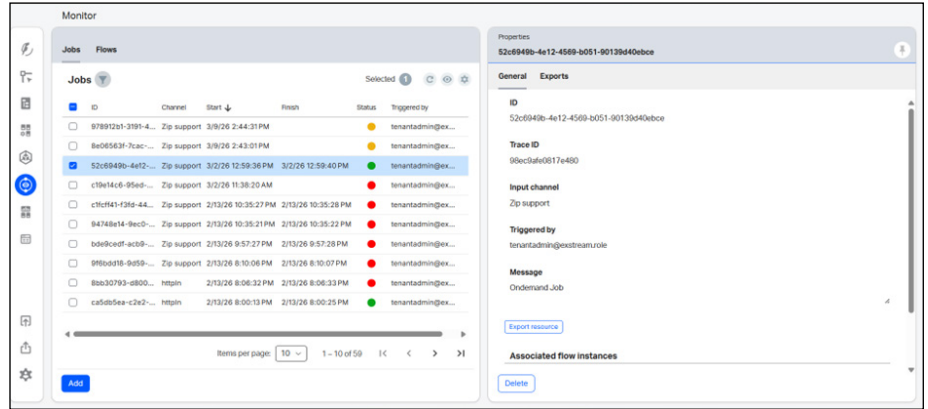 Monitor
Jobs Flows
Jobs Selected 1
ID Channel Start Finish Status Triggered by
978912b1-3191-4... Zip support 3/9/26 2:44:31 PM tenantadmin@ex...
8e06563f-7cac-... Zip support 3/9/26 2:43:01 PM tenantadmin@ex...
52c6949b-4e12-... Zip support 3/2/26 12:59:36 PM 3/2/26 12:59:40 PM tenantadmin@ex...
c19e14c6-95ed-... Zip support 3/2/26 11:38:20 AM tenantadmin@ex...
c1fcff41-f3fd-44... Zip support 2/13/26 10:35:27 PM 2/13/26 10:35:28 PM tenantadmin@ex...
94748e14-9ec0-... Zip support 2/13/26 10:35:21 PM 2/13/26 10:35:22 PM tenantadmin@ex...
bde9cedf-acb9-... Zip support 2/13/26 9:57:27 PM 2/13/26 9:57:28 PM tenantadmin@ex...
9f6bdd18-9d59-... Zip support 2/13/26 8:10:06 PM 2/13/26 8:10:07 PM tenantadmin@ex...
8bb30793-d800... httpIn 2/13/26 8:06:32 PM 2/13/26 8:06:33 PM tenantadmin@ex...
ca5db5ea-c2e2-... httpIn 2/13/26 8:00:13 PM 2/13/26 8:00:25 PM tenantadmin@ex...
Items per page: 10 1 – 10 of 59
Add
Properties
52c6949b-4e12-4569-b051-90139d40ebce
General Exports
ID
52c6949b-4e12-4569-b051-90139d40ebce
Trace ID
98ec9afe0817e480
Input channel
Zip support
Triggered by
tenantadmin@exstream.role
Message
Ondemand Job
Export resource
Associated flow instances
Delete